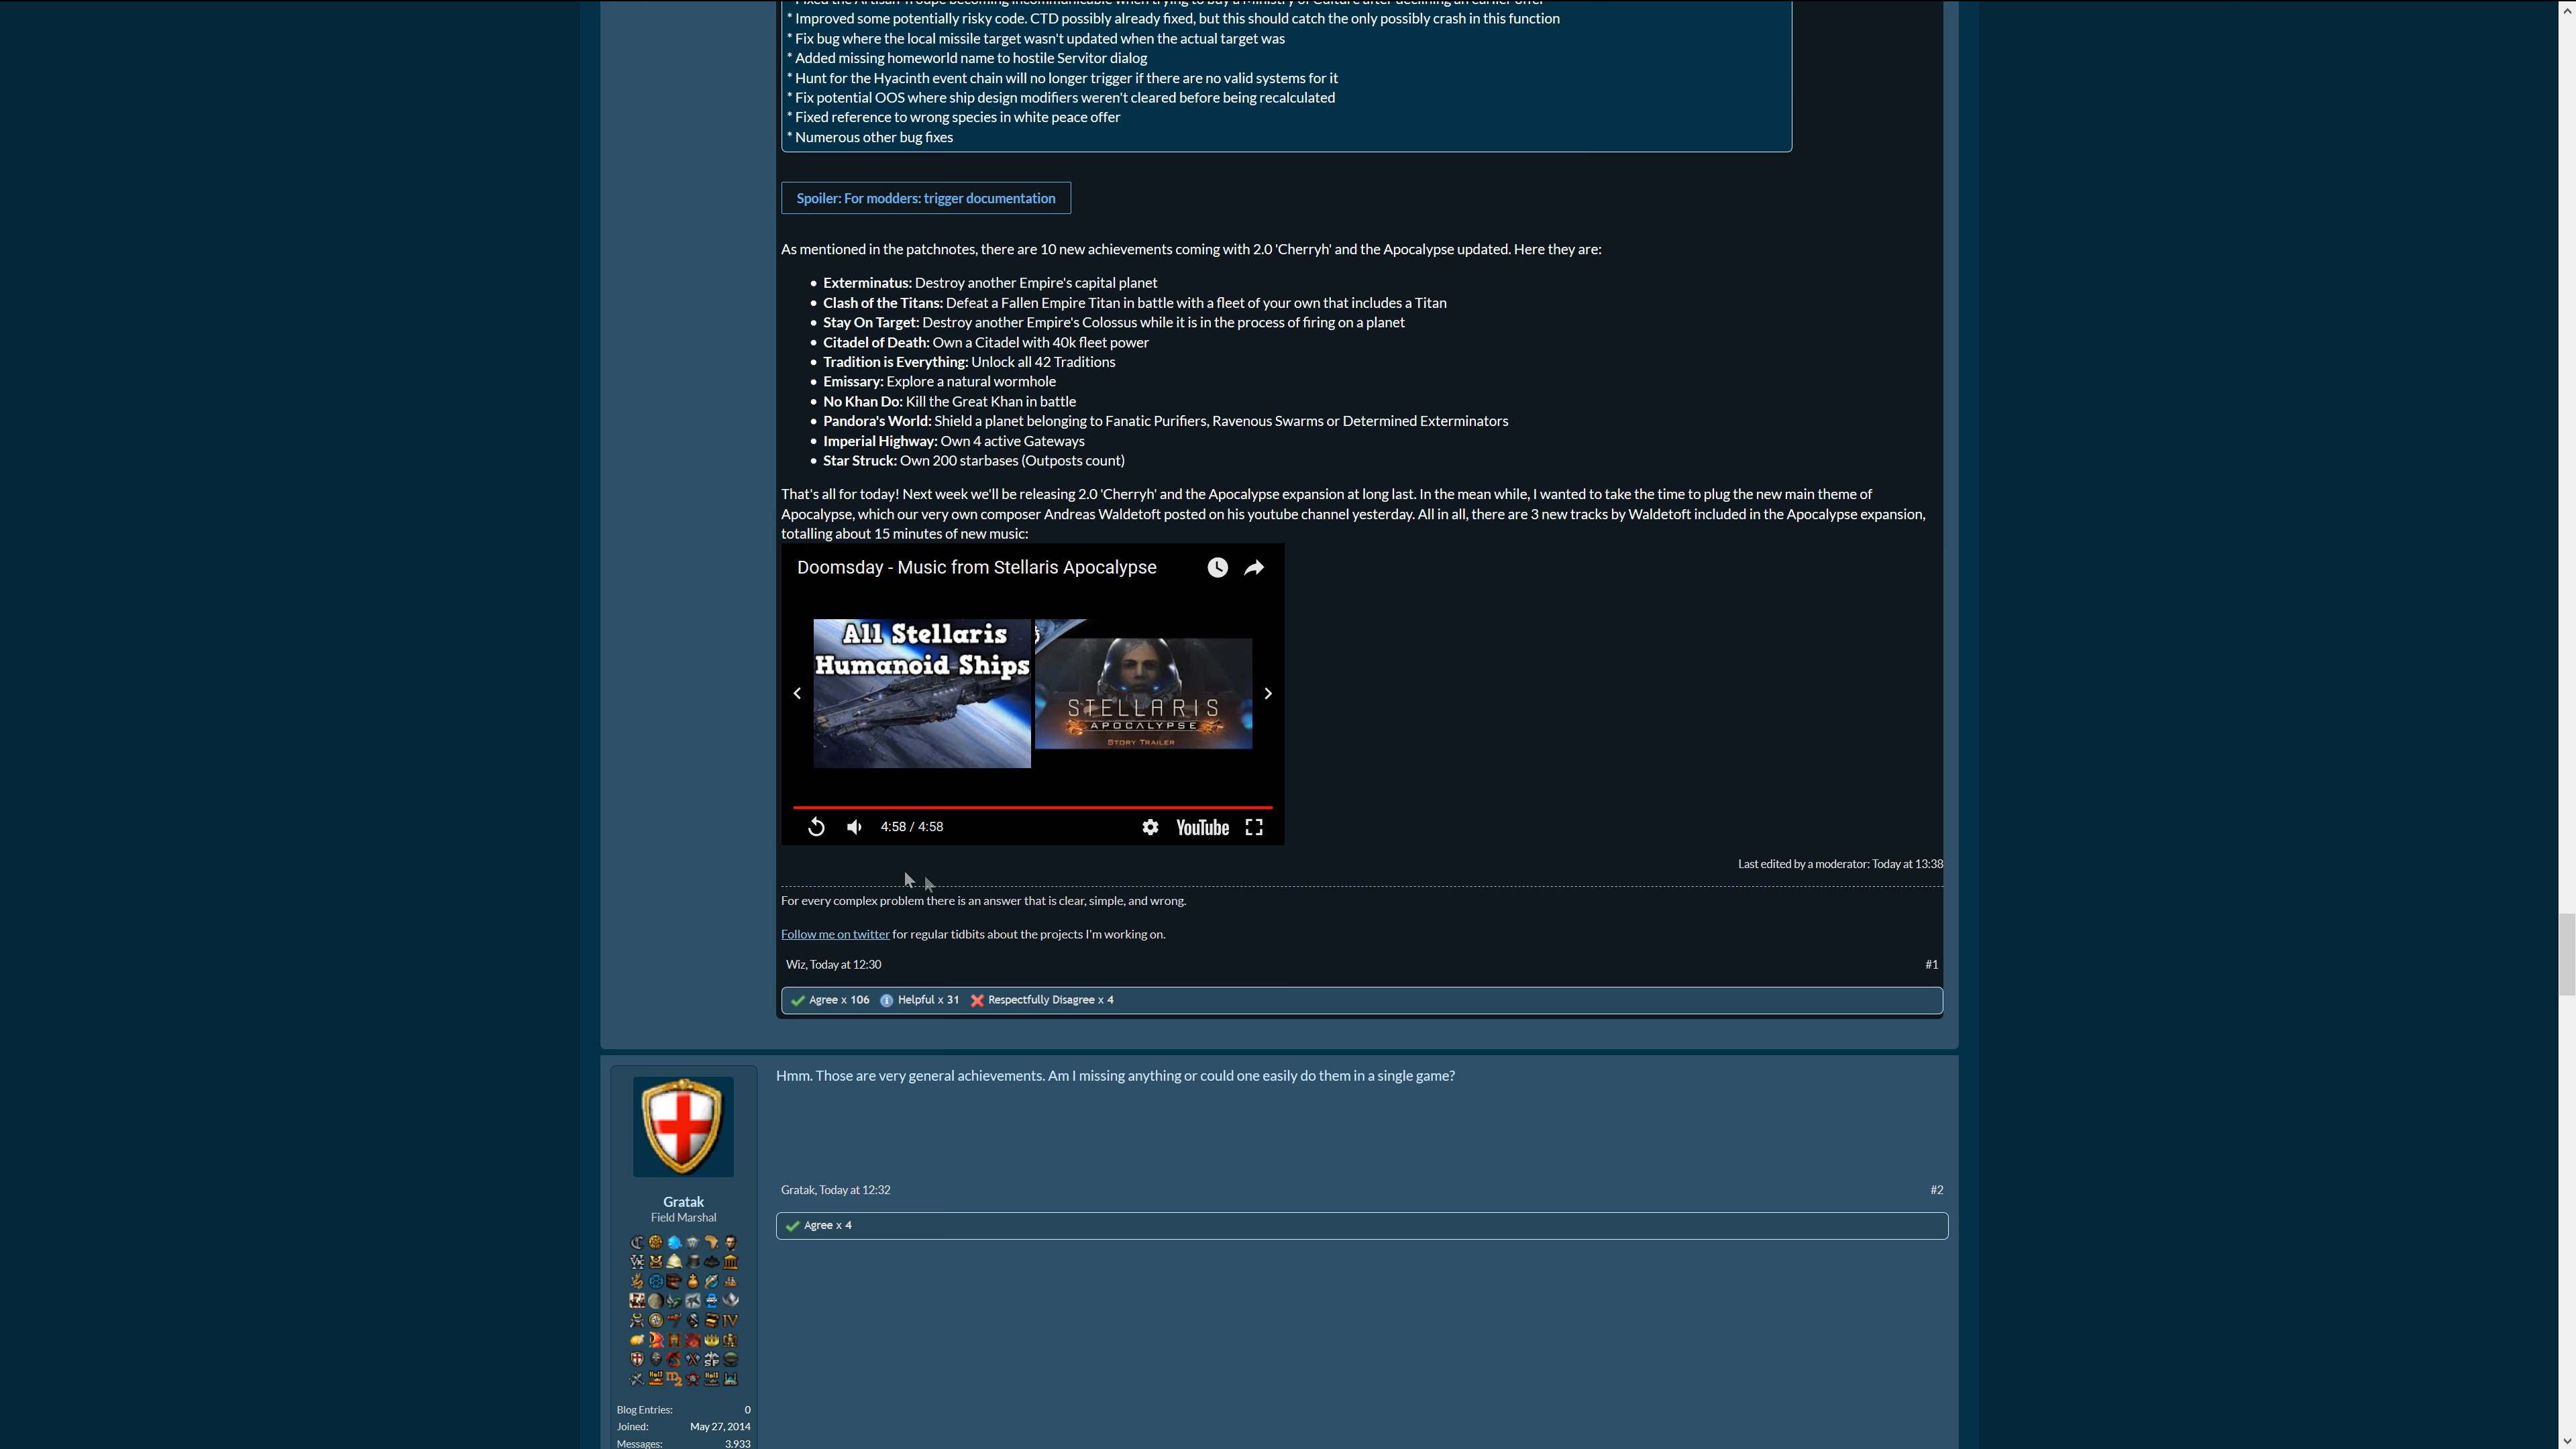 * Fixed the Artisan Troupe becoming incommunicable when trying to buy a Ministry of Culture after declining an earlier offer
* Improved some potentially risky code. CTD possibly already fixed, but this should catch the only possibly crash in this function
* Fix bug where the local missile target wasn't updated when the actual target was
* Added missing homeworld name to hostile Servitor dialog
* Hunt for the Hyacinth event chain will no longer trigger if there are no valid systems for it
* Fix potential OOS where ship design modifiers weren't cleared before being recalculated
* Fixed reference to wrong species in white peace offer
* Numerous other bug fixes
Spoiler: For modders: trigger documentation
As mentioned in the patchnotes, there are 10 new achievements coming with 2.0 'Cherryh' and the Apocalypse updated. Here they are:
• Exterminatus: Destroy another Empire's capital planet
• Clash of the Titans: Defeat a Fallen Empire Titan in battle with a fleet of your own that includes a Titan
• Stay On Target: Destroy another Empire's Colossus while it is in the process of firing on a planet
• Citadel of Death: Own a Citadel with 40k fleet power
• Tradition is Everything: Unlock all 42 Traditions
• Emissary: Explore a natural wormhole
• No Khan Do: Kill the Great Khan in battle
• Pandora's World: Shield a planet belonging to Fanatic Purifiers, Ravenous Swarms or Determined Exterminators
• Imperial Highway: Own 4 active Gateways
• Star Struck: Own 200 starbases (Outposts count)
That's all for today! Next week we'll be releasing 2.0 'Cherryh' and the Apocalypse expansion at long last. In the mean while, I wanted to take the time to plug the new main theme of
Apocalypse, which our very own composer Andreas Waldetoft posted on his youtube channel yesterday. All in all, there are 3 new tracks by Waldetoft included in the Apocalypse expansion,
totalling about 15 minutes of new music:
Doomsday - Music from Stellaris Apocalypse
All Stellaris
Humanoid Ships
STELLARIS
APOCALYPSE
STORY TRAILER
4:58 / 4:58
YouTube
Last edited by a moderator: Today at 13:38
For every complex problem there is an answer that is clear, simple, and wrong.
Follow me on twitter for regular tidbits about the projects I'm working on.
Wiz, Today at 12:30
#1
Agree x 106 Helpful x 31 Respectfully Disagree x 4
Hmm. Those are very general achievements. Am I missing anything or could one easily do them in a single game?
Gratak
Field Marshal
Gratak, Today at 12:32
#2
Agree x 4
Blog Entries: 0
Joined: May 27, 2014
Messages: 3.933